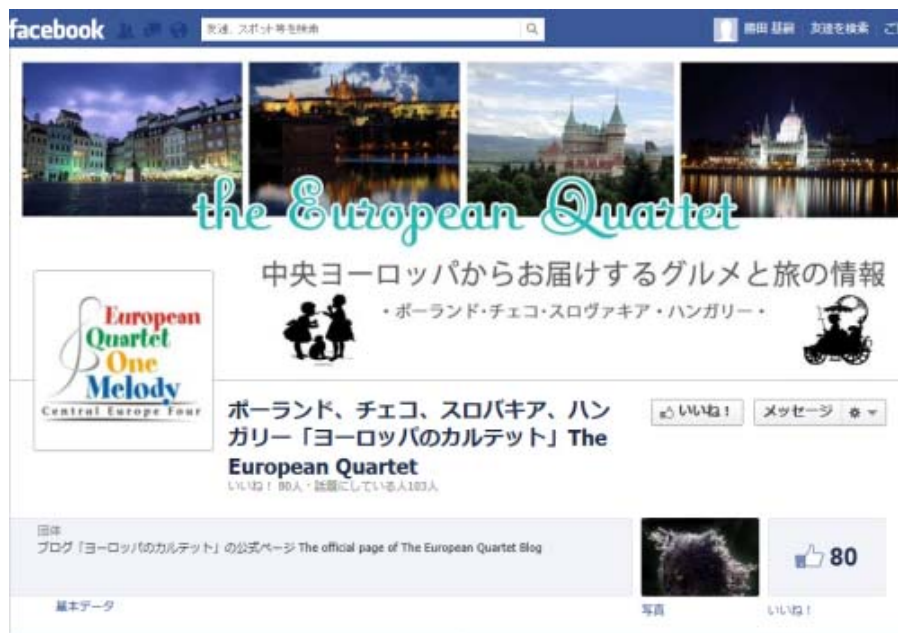 facebook
友達、スポット等を検索
勝田 基嗣 友達を検索
the European Quartet
中央ヨーロッパからお届けするグルメと旅の情報
・ポーランド・チェコ・スロヴァキア・ハンガリー・
European
Quartet
One
Melody
Central Europe Four
ポーランド、チェコ、スロバキア、ハン
ガリー「ヨーロッパのカルテット」The
European Quartet
いいね! 80人・話題にしている人103人
いいね!
メッセージ
団体
ブログ「ヨーロッパのカルテット」の公式ページ The official page of The European Quartet Blog
80
基本データ
写真
いいね!